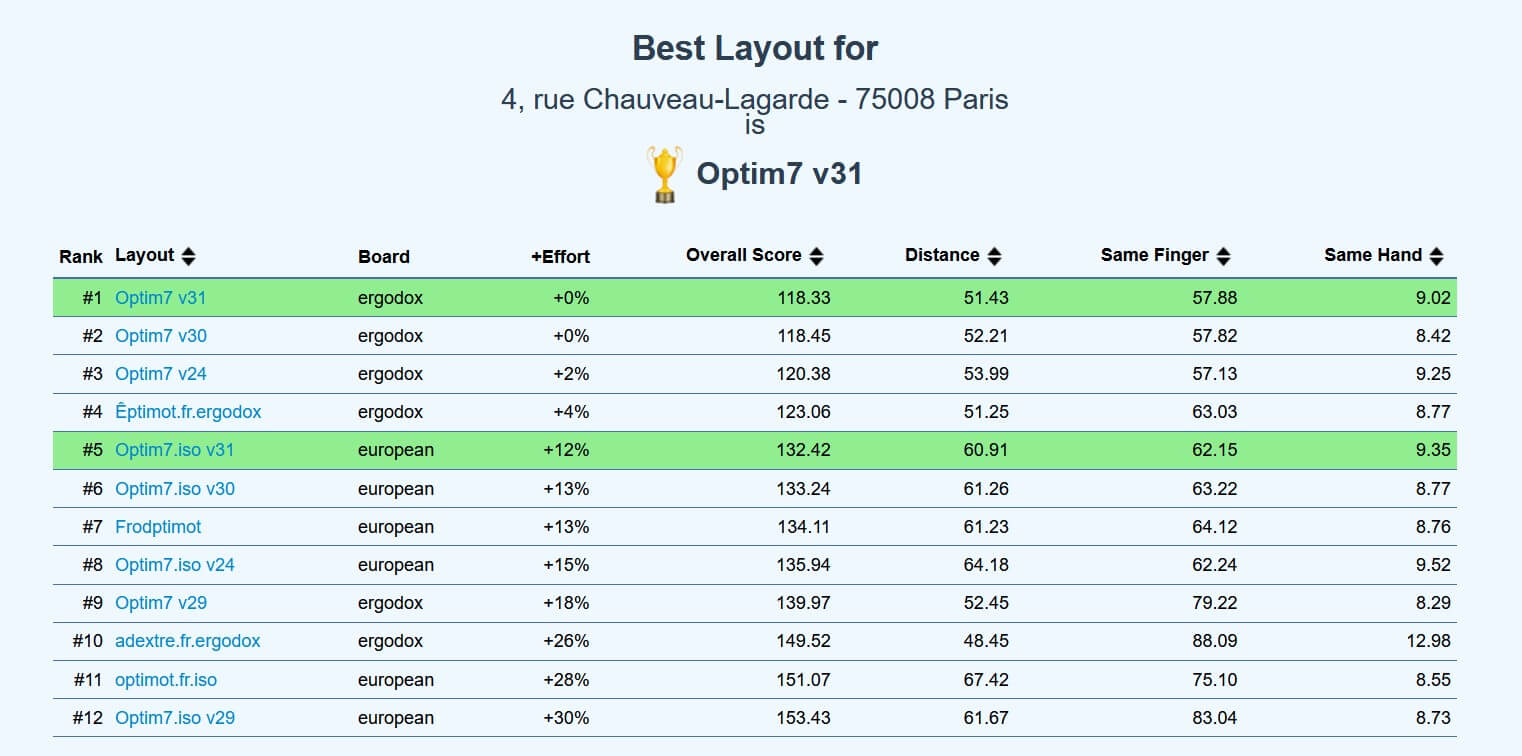 Best Layout for
4, rue Chauveau-Lagarde - 75008 Paris
is
Optim7 v31
Rank Layout Board +Effort Overall Score Distance Same Finger Same Hand
#1 Optim7 v31 ergodox +0% 118.33 51.43 57.88 9.02
#2 Optim7 v30 ergodox +0% 118.45 52.21 57.82 8.42
#3 Optim7 v24 ergodox +2% 120.38 53.99 57.13 9.25
#4 Êptimot.fr.ergodox ergodox +4% 123.06 51.25 63.03 8.77
#5 Optim7.iso v31 european +12% 132.42 60.91 62.15 9.35
#6 Optim7.iso v30 european +13% 133.24 61.26 63.22 8.77
#7 Frodptimot european +13% 134.11 61.23 64.12 8.76
#8 Optim7.iso v24 european +15% 135.94 64.18 62.24 9.52
#9 Optim7 v29 ergodox +18% 139.97 52.45 79.22 8.29
#10 adextre.fr.ergodox ergodox +26% 149.52 48.45 88.09 12.98
#11 optimot.fr.iso european +28% 151.07 67.42 75.10 8.55
#12 Optim7.iso v29 european +30% 153.43 61.67 83.04 8.73